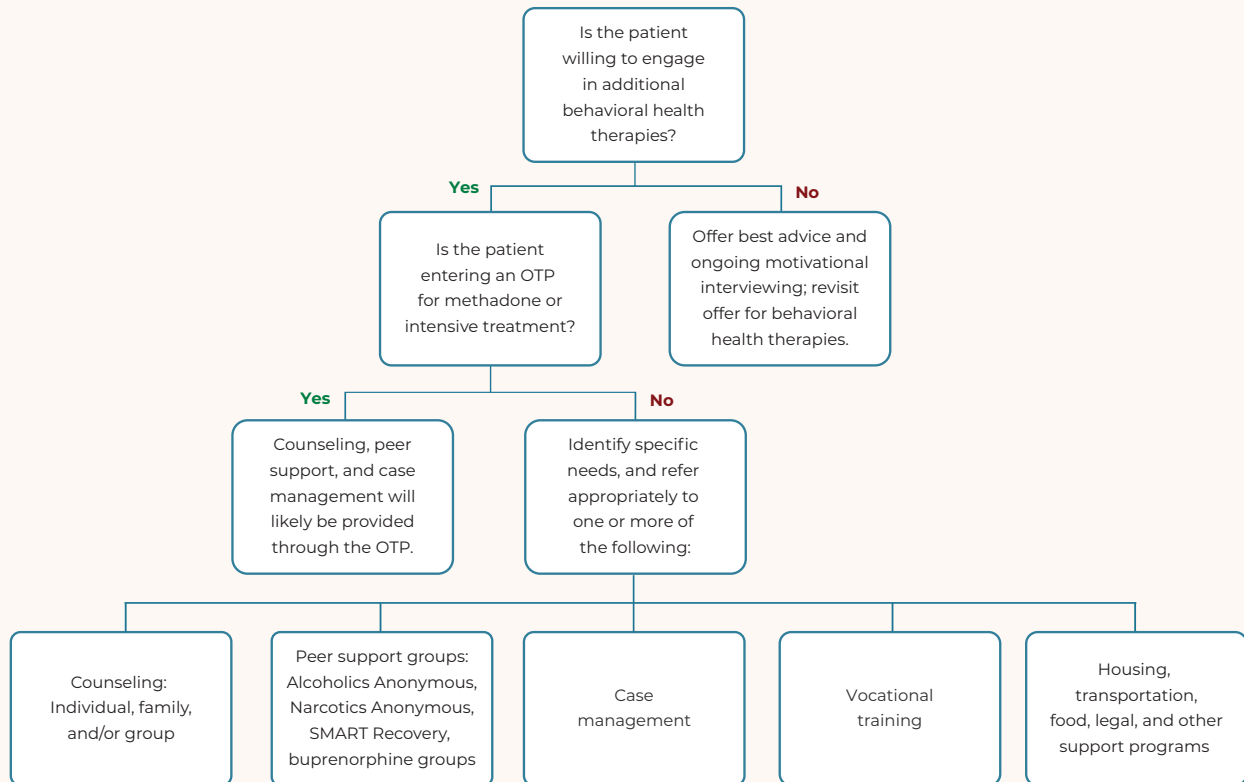 Is the patient
willing to engage
in additional
behavioral health
therapies?
Yes
No
Is the patient
entering an OTP
for methadone or
intensive treatment?
Offer best advice and
ongoing motivational
interviewing; revisit
offer for behavioral
health therapies.
Yes
No
Counseling, peer
support, and case
management will
likely be provided
through the OTP.
Identify specific
needs, and refer
appropriately to
one or more of
the following:
Counseling:
Individual, family,
and/or group
Peer support groups:
Alcoholics Anonymous,
Narcotics Anonymous,
SMART Recovery,
buprenorphine groups
Case
management
Vocational
training
Housing,
transportation,
food, legal, and other
support programs